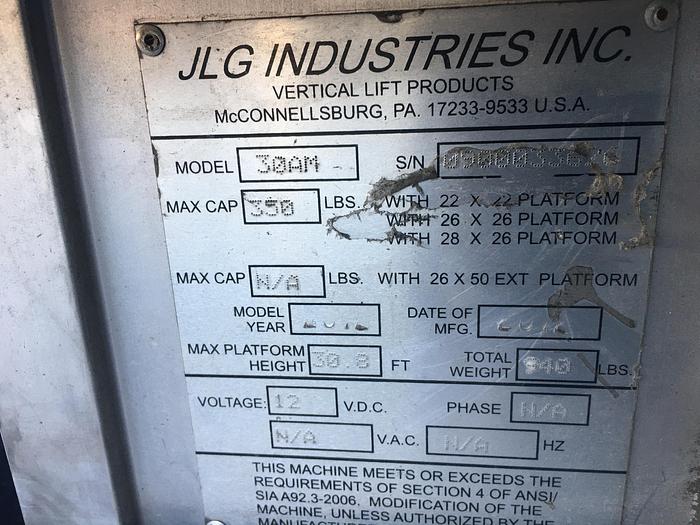 JLG INDUSTRIES INC.
VERTICAL LIFT PRODUCTS
McCONNELLSBURG, PA. 17233-9533 U.S.A.
MODEL 30AM S/N
MAX CAP 350 LBS. WITH 22 X 22 PLATFORM
WITH 26 X 26 PLATFORM
WITH 28 X 26 PLATFORM
MAX CAP N/A LBS. WITH 26 X 50 EXT PLATFORM
MODEL YEAR DATE OF MFG.
MAX PLATFORM HEIGHT 30.8 FT TOTAL WEIGHT 940 LBS.
VOLTAGE: 12 V.D.C. PHASE N/A
N/A V.A.C. N/A HZ
THIS MACHINE MEETS OR EXCEEDS THE
REQUIREMENTS OF SECTION 4 OF ANSI/
SIA A92.3-2006. MODIFICATION OF THE
MACHINE, UNLESS AUTHORIZED BY THE